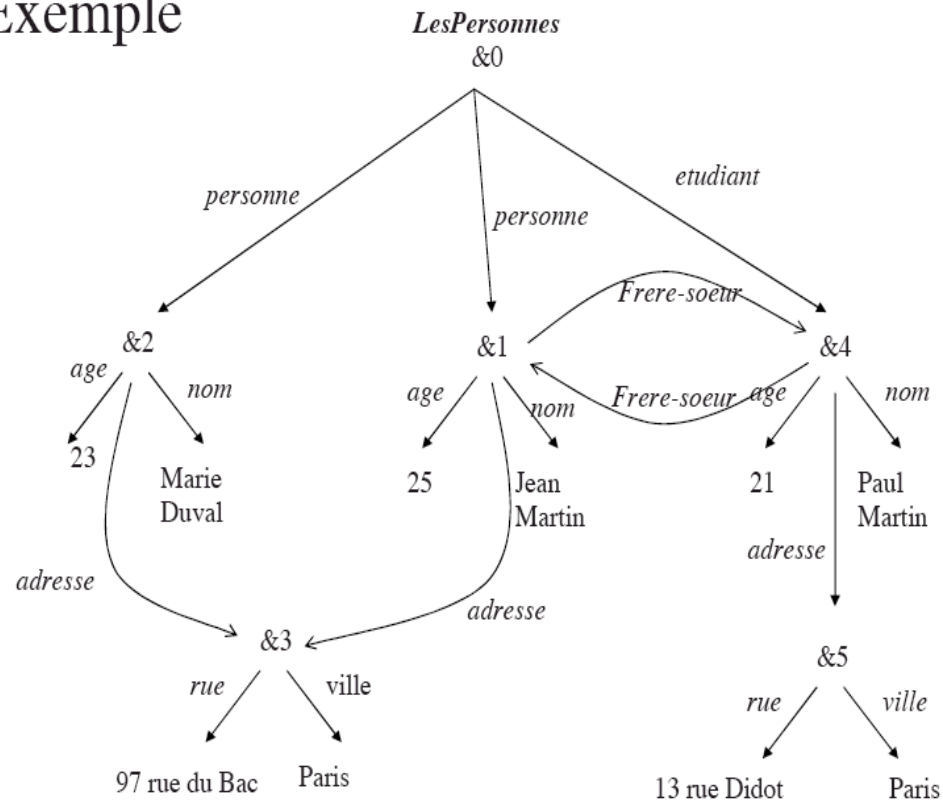 Exemple
LesPersonnes
&0
personne
personne
etudiant
Frere-soeur
&2
&1
&4
age
nom
age
nom
Frere-soeur
age
nom
23
Marie
Duval
25
Jean
Martin
21
Paul
Martin
adresse
adresse
adresse
&3
&5
rue
ville
rue
ville
97 rue du Bac
Paris
13 rue Didot
Paris